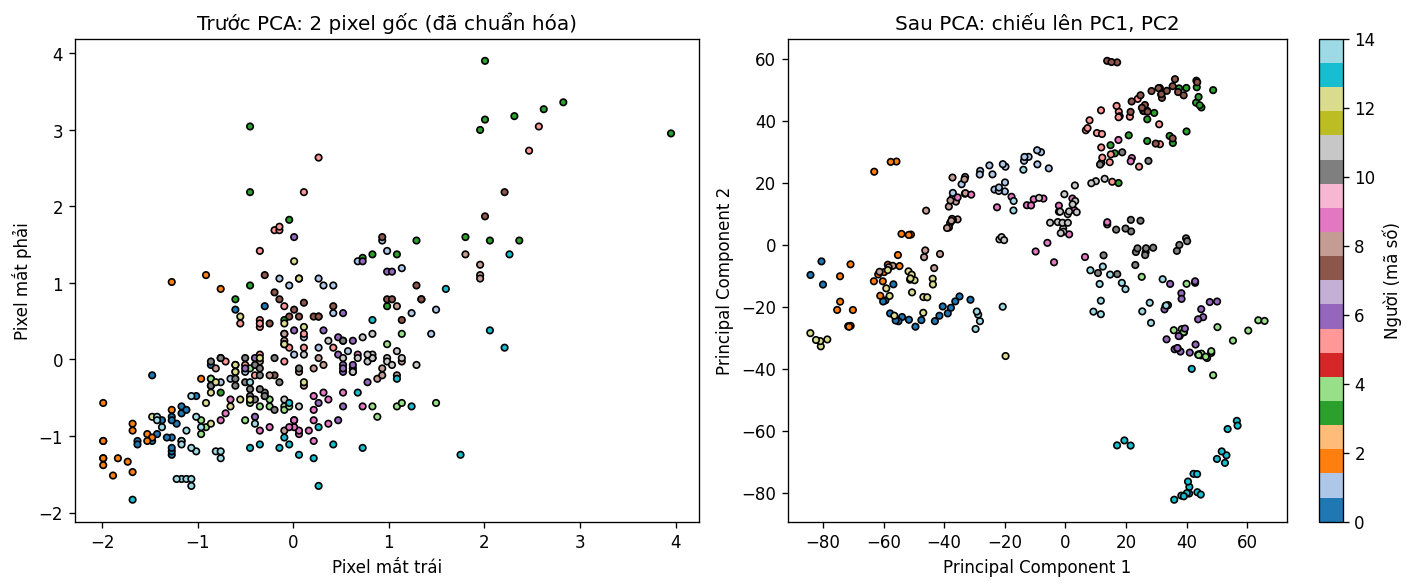 Trước PCA: 2 pixel gốc (đã chuẩn hóa)
Pixel mắt phải
4
3
2
1
0
−1
−2
−2 −1 0 1 2 3 4
Pixel mắt trái
Sau PCA: chiếu lên PC1, PC2
Principal Component 2
60
40
20
0
−20
−40
−60
−80
−80 −60 −40 −20 0 20 40 60
Principal Component 1
14
12
10
8
6
4
2
0
Người (mã số)